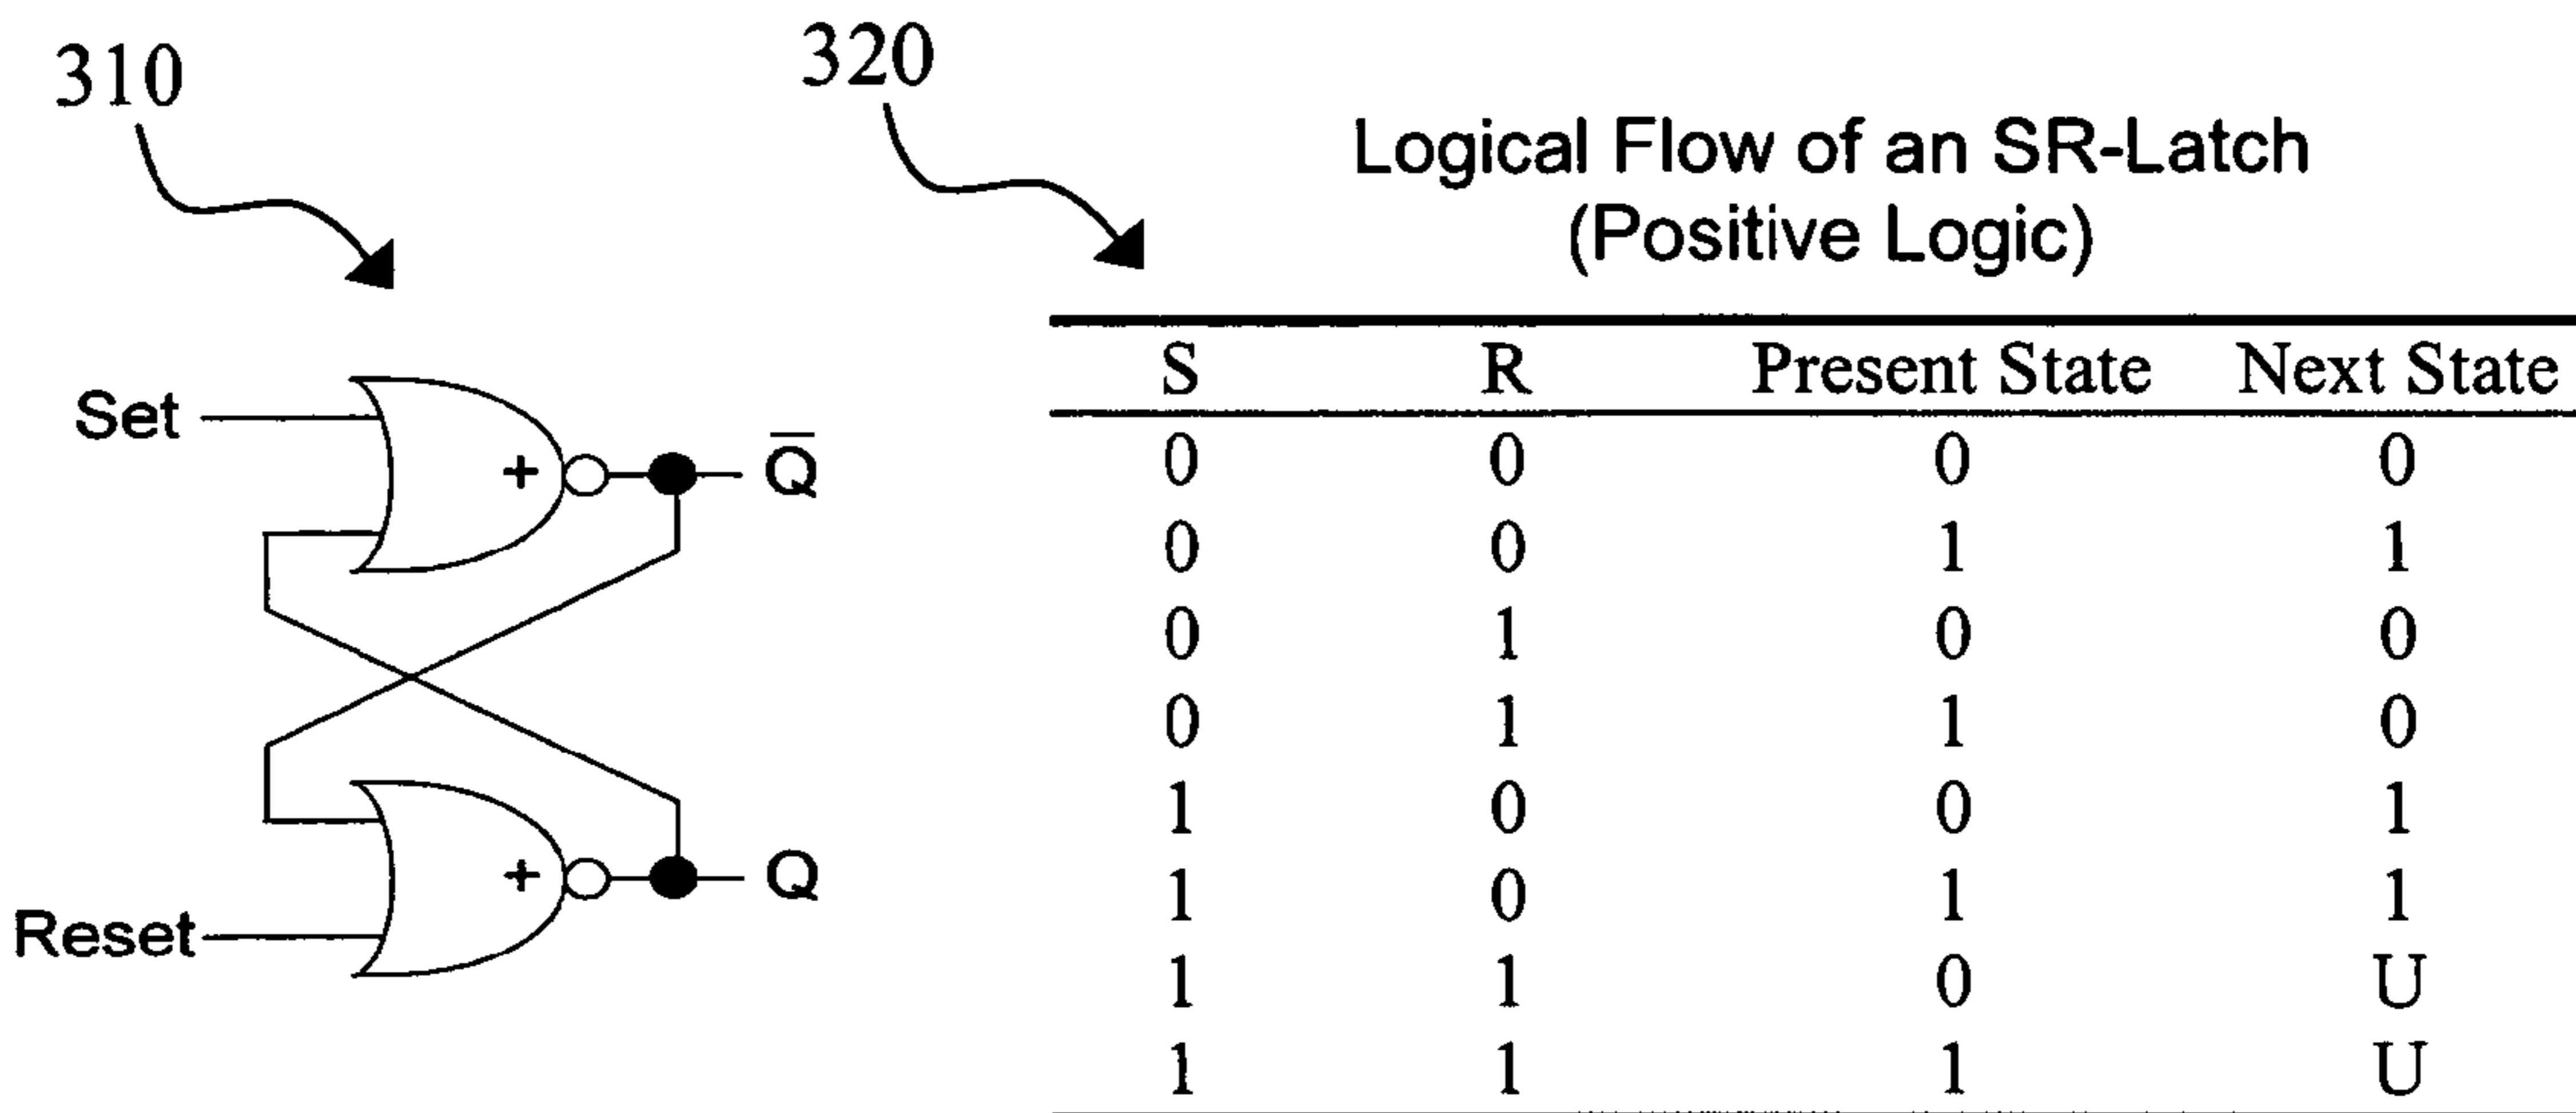 310
320
Logical Flow of an SR-Latch
(Positive Logic)
Set
+
Q̅
+
Q
Reset
S R Present State Next State
0 0 0 0
0 0 1 1
0 1 0 0
0 1 1 0
1 0 0 1
1 0 1 1
1 1 0 U
1 1 1 U